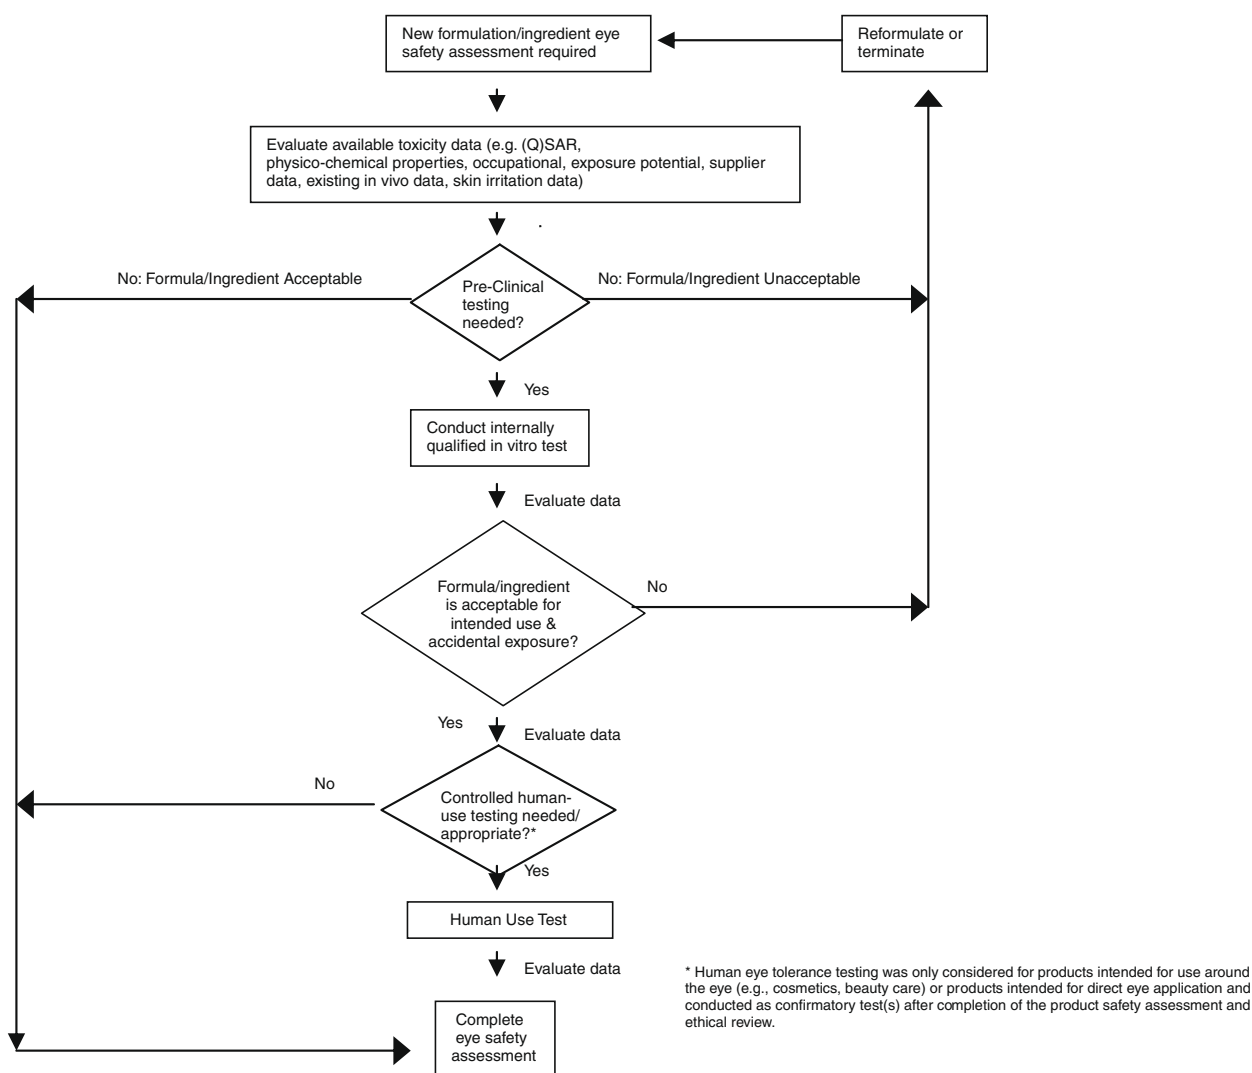 New formulation/ingredient eye
safety assessment required
Reformulate or
terminate
Evaluate available toxicity data (e.g. (Q)SAR,
physico-chemical properties, occupational, exposure potential, supplier
data, existing in vivo data, skin irritation data)
No: Formula/Ingredient Acceptable
Pre-Clinical
testing
needed?
No: Formula/Ingredient Unacceptable
Yes
Conduct internally
qualified in vitro test
Evaluate data
Formula/ingredient
is acceptable for
intended use &
accidental exposure?
No
Yes
Evaluate data
No
Controlled human-
use testing needed/
appropriate?*
Yes
Human Use Test
Evaluate data
Complete
eye safety
assessment
* Human eye tolerance testing was only considered for products intended for use around
the eye (e.g., cosmetics, beauty care) or products intended for direct eye application and
conducted as confirmatory test(s) after completion of the product safety assessment and
ethical review.